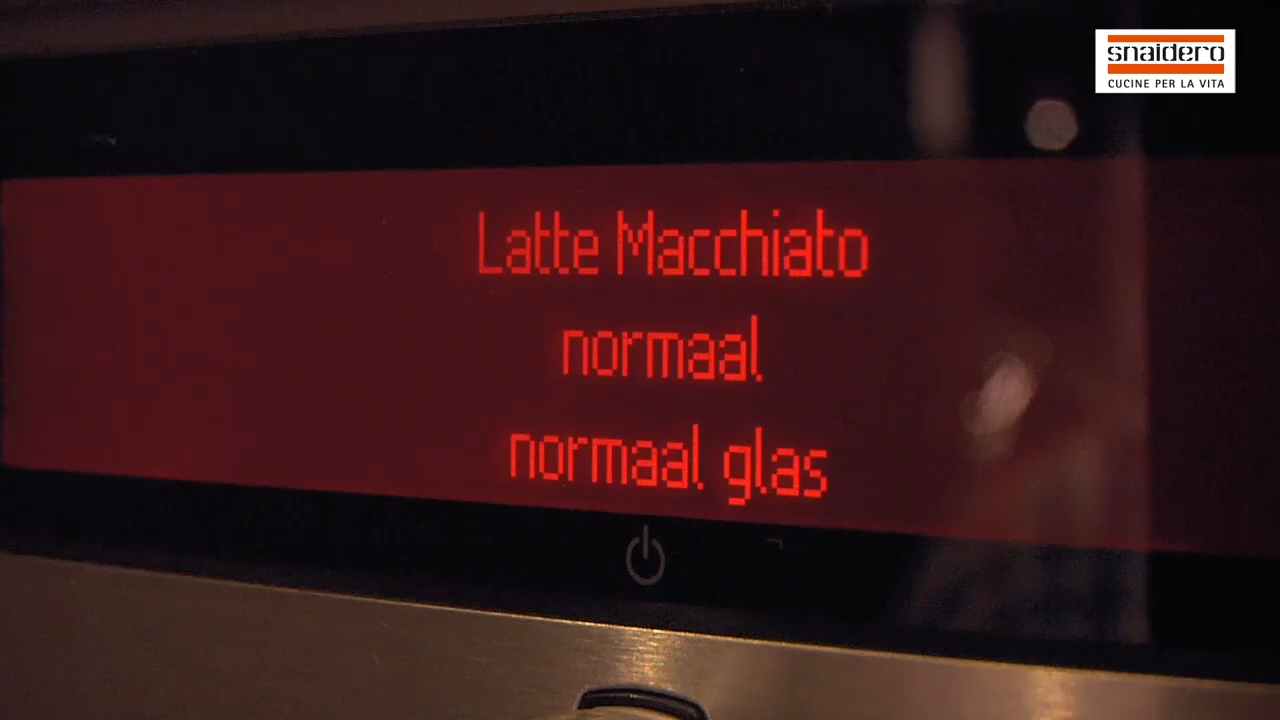 snaidero
CUCINE PER LA VITA
Latte Macchiato
normaal
normaal glas